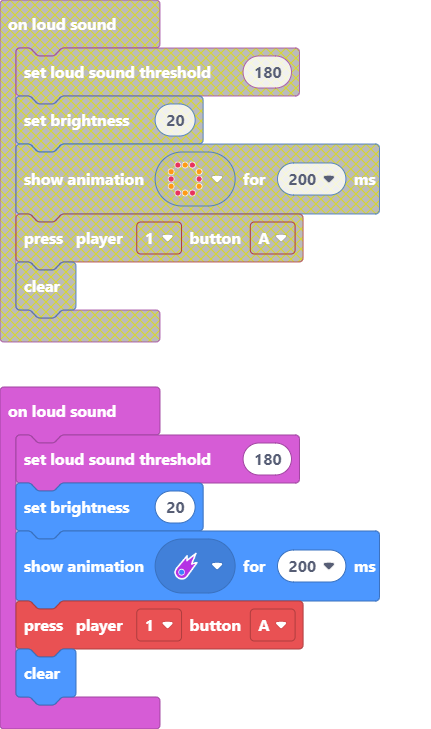 on loud sound
set loud sound threshold 180
set brightness 20
show animation for 200 ms
press player 1 button A
clear
on loud sound
set loud sound threshold 180
set brightness 20
show animation for 200 ms
press player 1 button A
clear